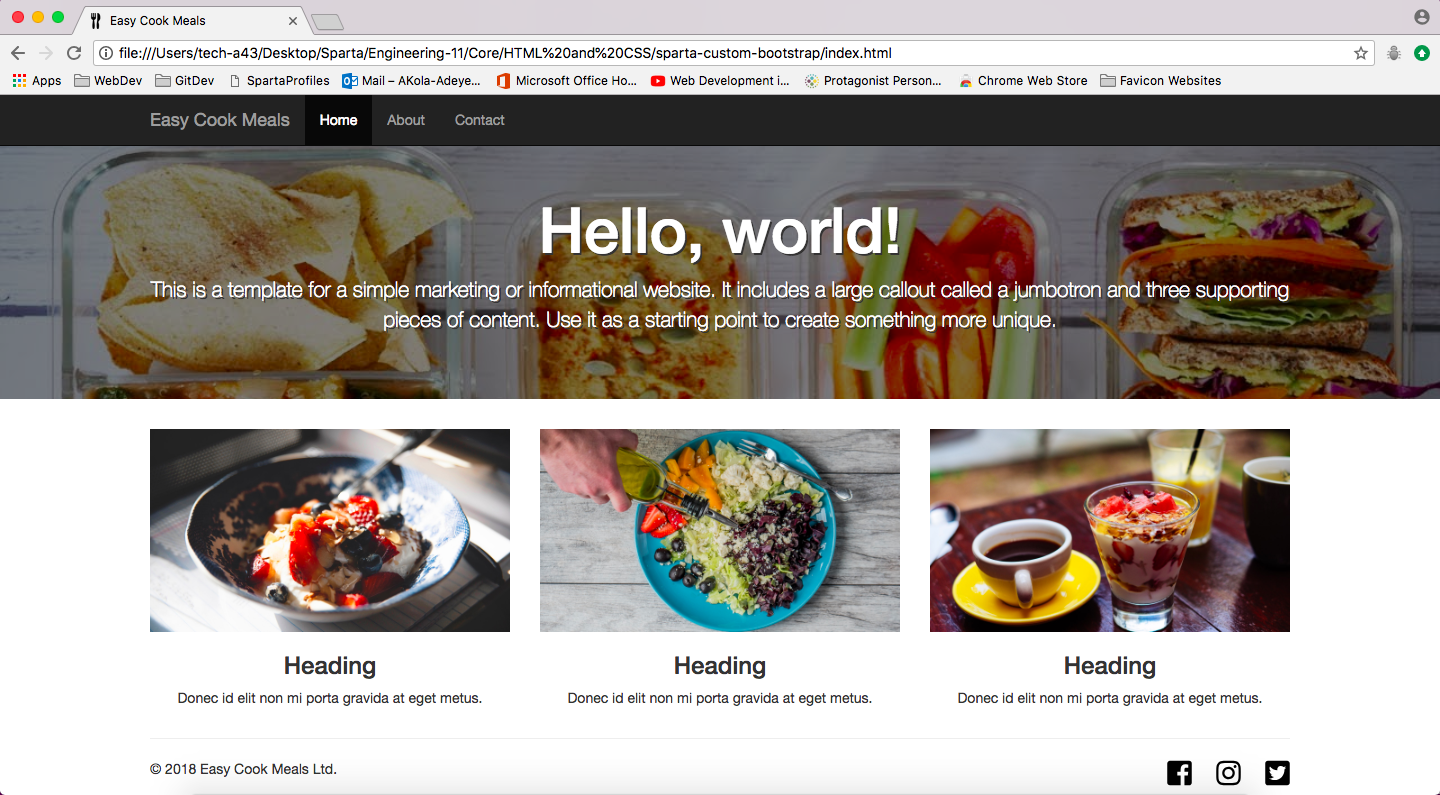 Easy Cook Meals
file:///Users/tech-a43/Desktop/Sparta/Engineering-11/Core/HTML%20and%20CSS/sparta-custom-bootstrap/index.html
Apps WebDev GitDev SpartaProfiles Mail – AKola-Adeye... Microsoft Office Ho... Web Development i... Protagonist Person... Chrome Web Store Favicon Websites
Easy Cook Meals Home About Contact
Hello, world!
This is a template for a simple marketing or informational website. It includes a large callout called a jumbotron and three supporting
pieces of content. Use it as a starting point to create something more unique.
Heading Heading Heading
Donec id elit non mi porta gravida at eget metus. Donec id elit non mi porta gravida at eget metus. Donec id elit non mi porta gravida at eget metus.
© 2018 Easy Cook Meals Ltd.